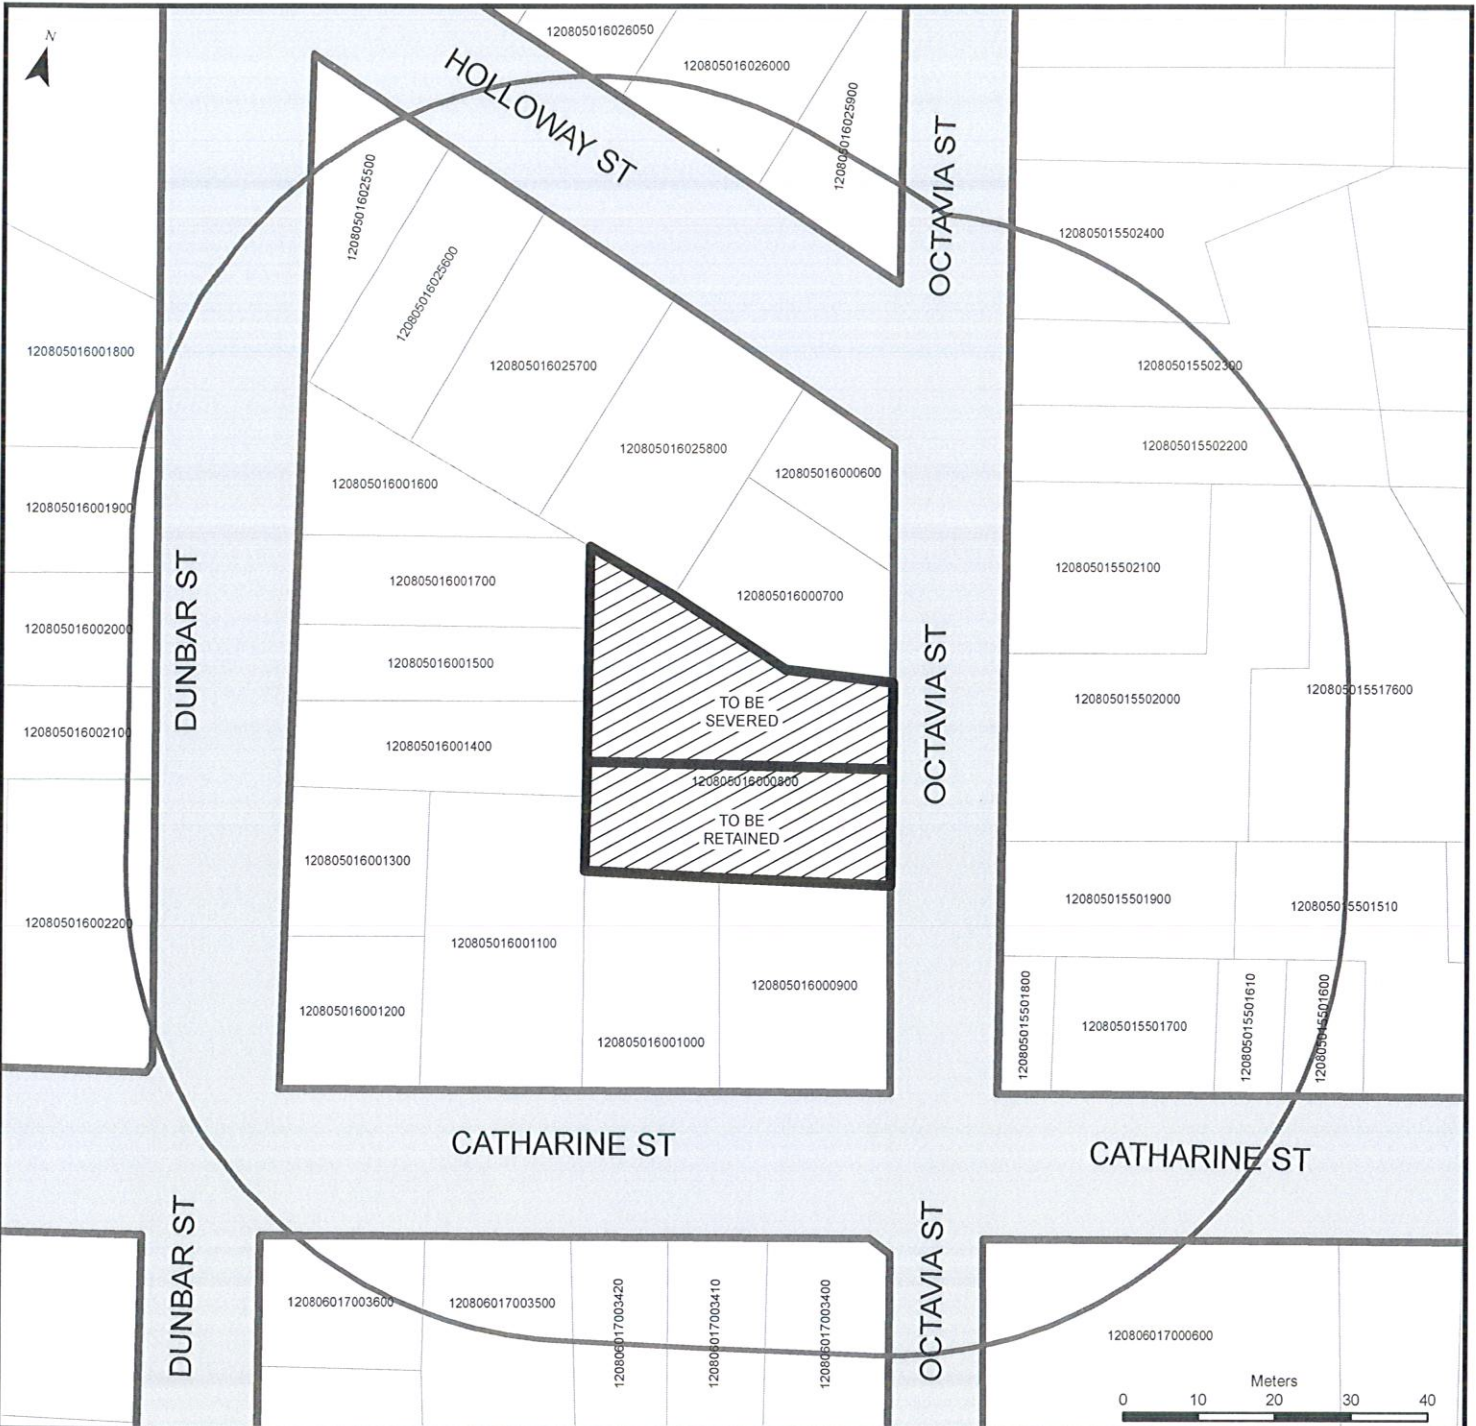 N
120805016026050
120805016026000
120805016025900
HOLLOWAY ST
OCTAVIA ST
120805016025500
120805016025600
120805016025700
120805016025800
120805016000600
120805015502400
120805015502300
120805015502200
120805016001800
120805016001900
120805016002000
120805016002100
120805016002200
DUNBAR ST
120805016001600
120805016001700
120805016001500
120805016001400
120805016000700
TO BE
SEVERED
120805016000800
TO BE
RETAINED
OCTAVIA ST
120805015502100
120805015502000
120805015517600
120805016001300
120805016001100
120805016001200
120805016001000
120805016000900
120805015501900
120805015501510
120805015501800
120805015501700
120805015501610
120805015501600
CATHARINE ST
CATHARINE ST
DUNBAR ST
120806017003600
120806017003500
120806017003420
120806017003410
120806017003400
OCTAVIA ST
120806017000600
Meters
0 10 20 30 40